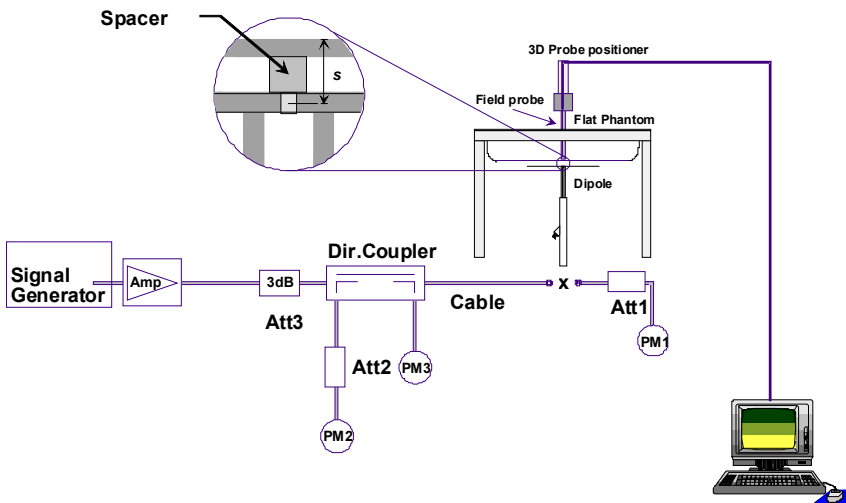 Spacer
s
3D Probe positioner
Field probe
Flat Phantom
Dipole
Signal
Generator
Amp
3dB
Att3
Dir.Coupler
Cable
x
Att1
PM1
Att2
PM3
PM2